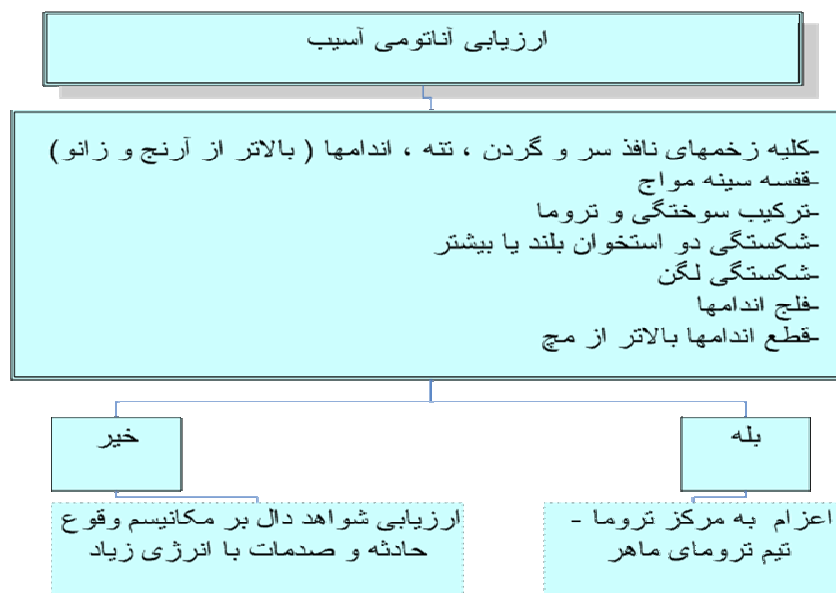 ارزیابی آناتومی آسیب
-کلیه زخمهای نافذ سر و گردن ، تنه ، اندامها ( بالاتر از آرنج و زانو)
-قفسه سینه مواج
-ترکیب سوختگی و تروما
-شکستگی دو استخوان بلند یا بیشتر
-شکستگی لگن
-فلج اندامها
-قطع اندامها بالاتر از مچ
بله
خیر
اعزام به مرکز تروما -
تیم ترومای ماهر
ارزیابی شواهد دال بر مکانیسم وقوع
حادثه و صدمات با انرژی زیاد